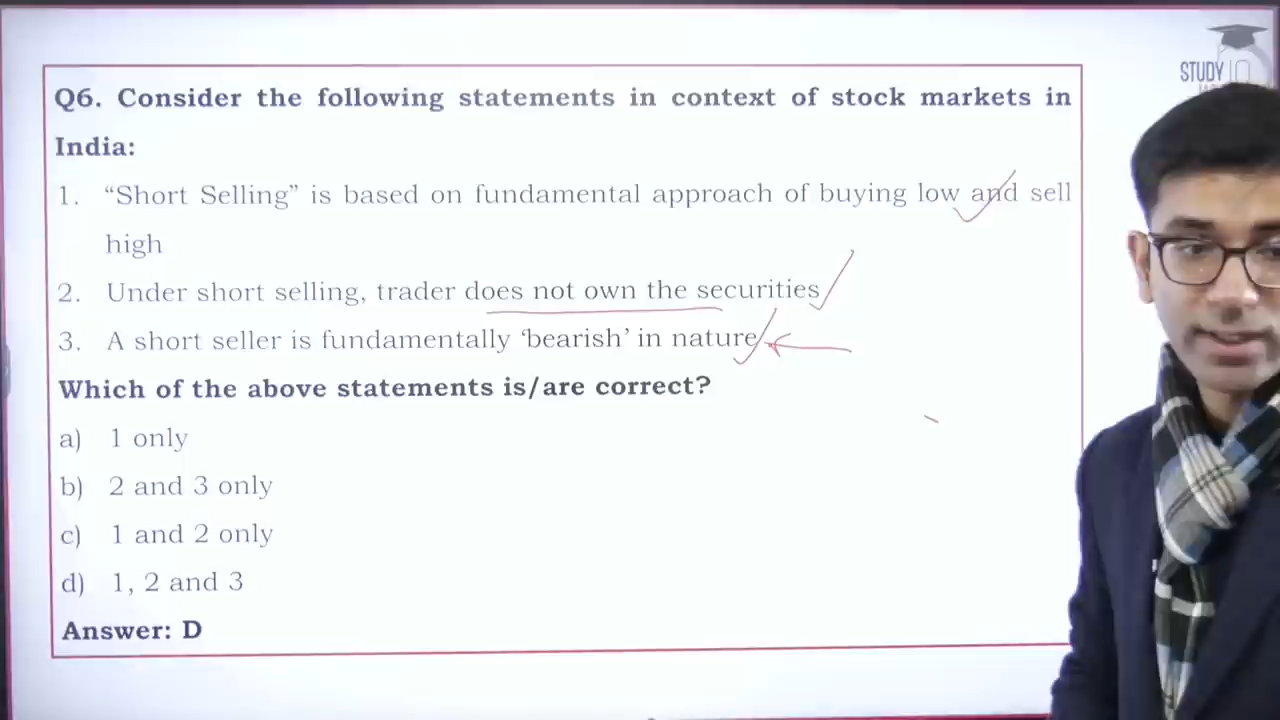 STUDY IQ
Q6. Consider the following statements in context of stock markets in
India:
1. “Short Selling” is based on fundamental approach of buying low and sell
high
2. Under short selling, trader does not own the securities
3. A short seller is fundamentally ‘bearish’ in nature
Which of the above statements is/are correct?
a) 1 only
b) 2 and 3 only
c) 1 and 2 only
d) 1, 2 and 3
Answer: D